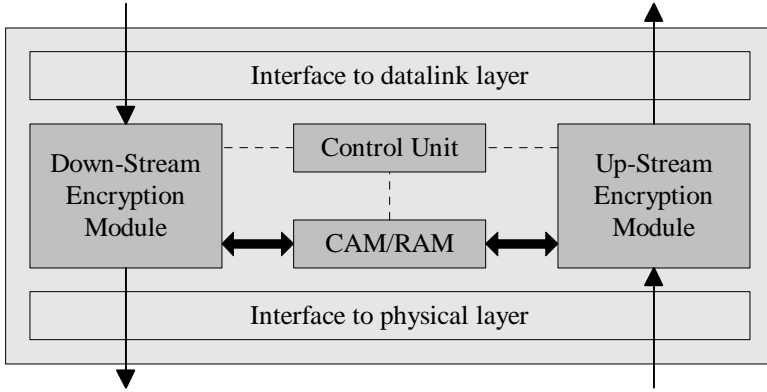 Interface to datalink layer
Down-Stream
Encryption
Module
Control Unit
CAM/RAM
Up-Stream
Encryption
Module
Interface to physical layer